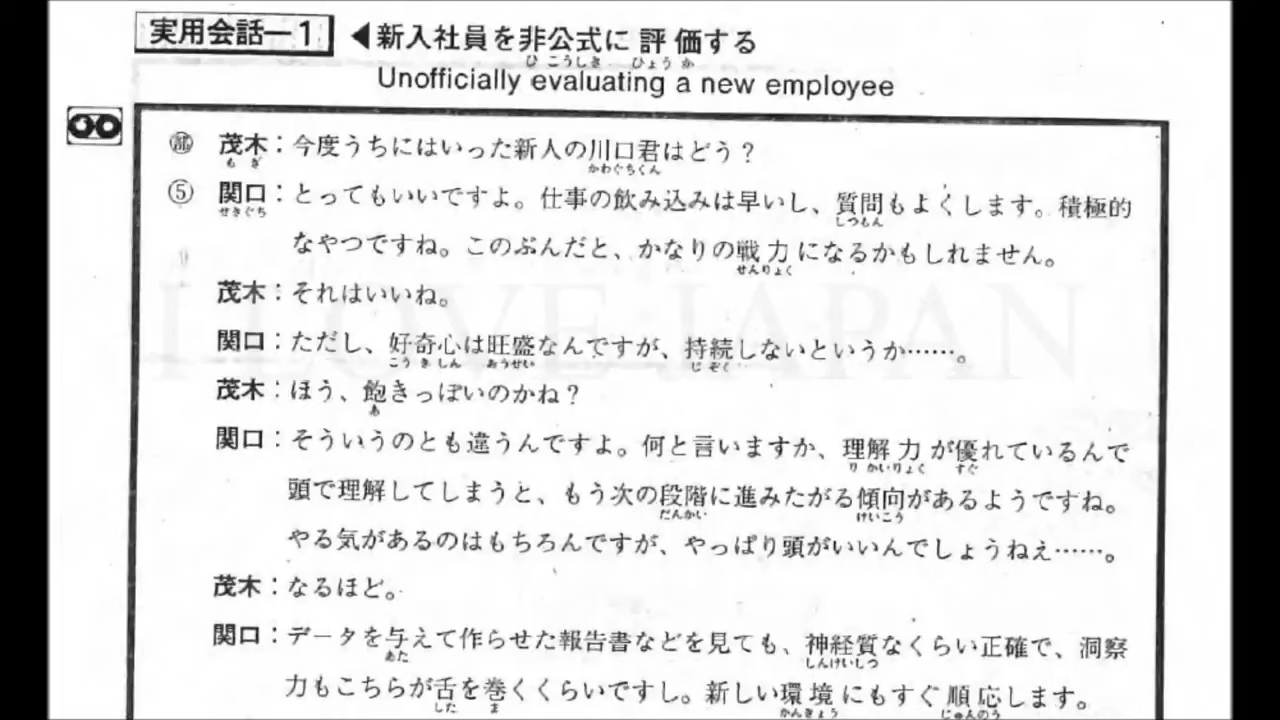 実用会話―1 ◀新入社員を非公式に評価する
ひこうしき ひょうか
Unofficially evaluating a new employee
部 茂木：今度うちにはいった新人の川口君はどう？
もぎ かわぐちくん
⑤ 関口：とってもいいですよ。仕事の飲み込みは早いし、質問もよくします。積極的
せきぐち しつもん
なやつですね。このぶんだと、かなりの戦力になるかもしれません。
せんりょく
茂木：それはいいね。
関口：ただし、好奇心は旺盛なんですが、持続しないというか……。
こうきしん おうせい じぞく
茂木：ほう、飽きっぽいのかね？
あ
関口：そういうのとも違うんですよ。何と言いますか、理解力が優れているんで
りかいりょく すぐ
頭で理解してしまうと、もう次の段階に進みたがる傾向があるようですね。
だんかい けいこう
やる気があるのはもちろんですが、やっぱり頭がいいんでしょうねえ……。
茂木：なるほど。
関口：データを与えて作らせた報告書などを見ても、神経質なくらい正確で、洞察
あた しんけいしつ
力もこちらが舌を巻くくらいですし。新しい環境にもすぐ順応します。
した ま かんきょう じゅんのう
I LOVE JAPAN